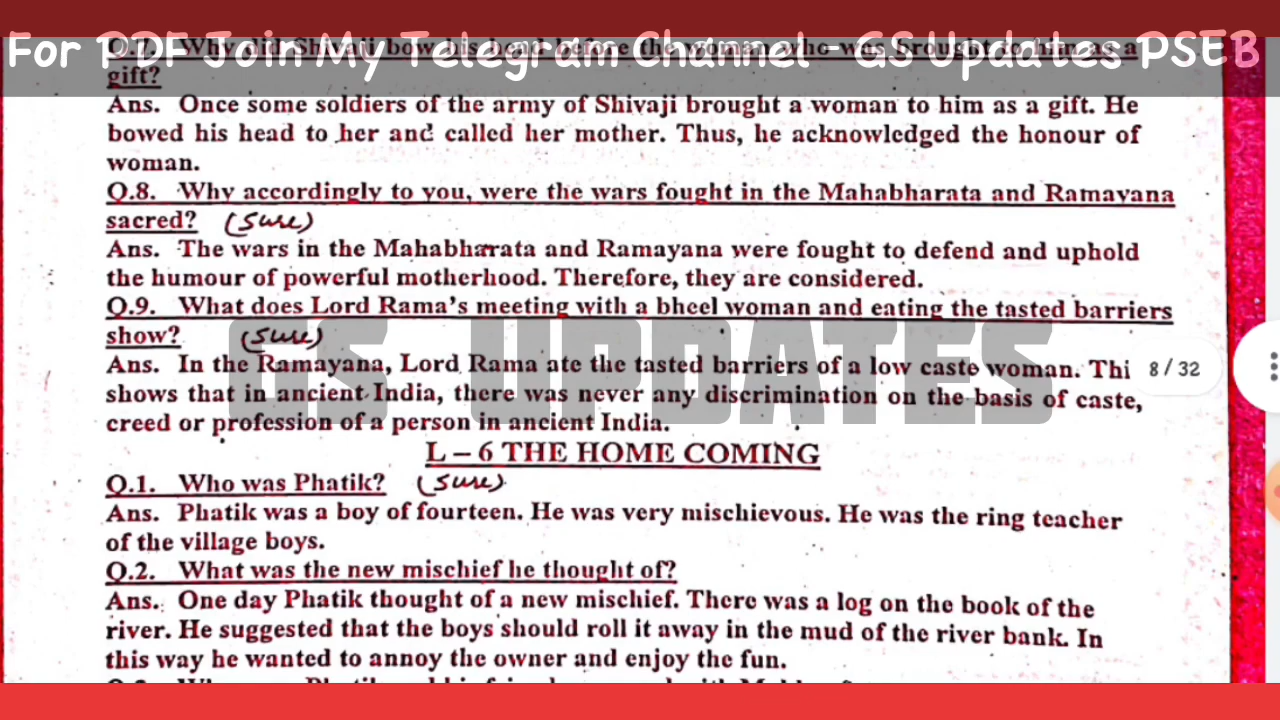 For PDF Join My Telegram Channel - GS Updates PSEB
Q.7. Why did Shivaji bow his head before the woman who was brought to him as a
gift?
Ans. Once some soldiers of the army of Shivaji brought a woman to him as a gift. He
bowed his head to her and called her mother. Thus, he acknowledged the honour of
woman.
Q.8. Why accordingly to you, were the wars fought in the Mahabharata and Ramayana
sacred? (Sure)
Ans. The wars in the Mahabharata and Ramayana were fought to defend and uphold
the humour of powerful motherhood. Therefore, they are considered.
Q.9. What does Lord Rama's meeting with a bheel woman and eating the tasted barriers
show? (Sure)
GS UPDATES
Ans. In the Ramayana, Lord Rama ate the tasted barriers of a low caste woman. Thi
8 / 32
shows that in ancient India, there was never any discrimination on the basis of caste,
creed or profession of a person in ancient India.
L – 6 THE HOME COMING
Q.1. Who was Phatik? (Sure)
Ans. Phatik was a boy of fourteen. He was very mischievous. He was the ring teacher
of the village boys.
Q.2. What was the new mischief he thought of?
Ans. One day Phatik thought of a new mischief. There was a log on the book of the
river. He suggested that the boys should roll it away in the mud of the river bank. In
this way he wanted to annoy the owner and enjoy the fun.